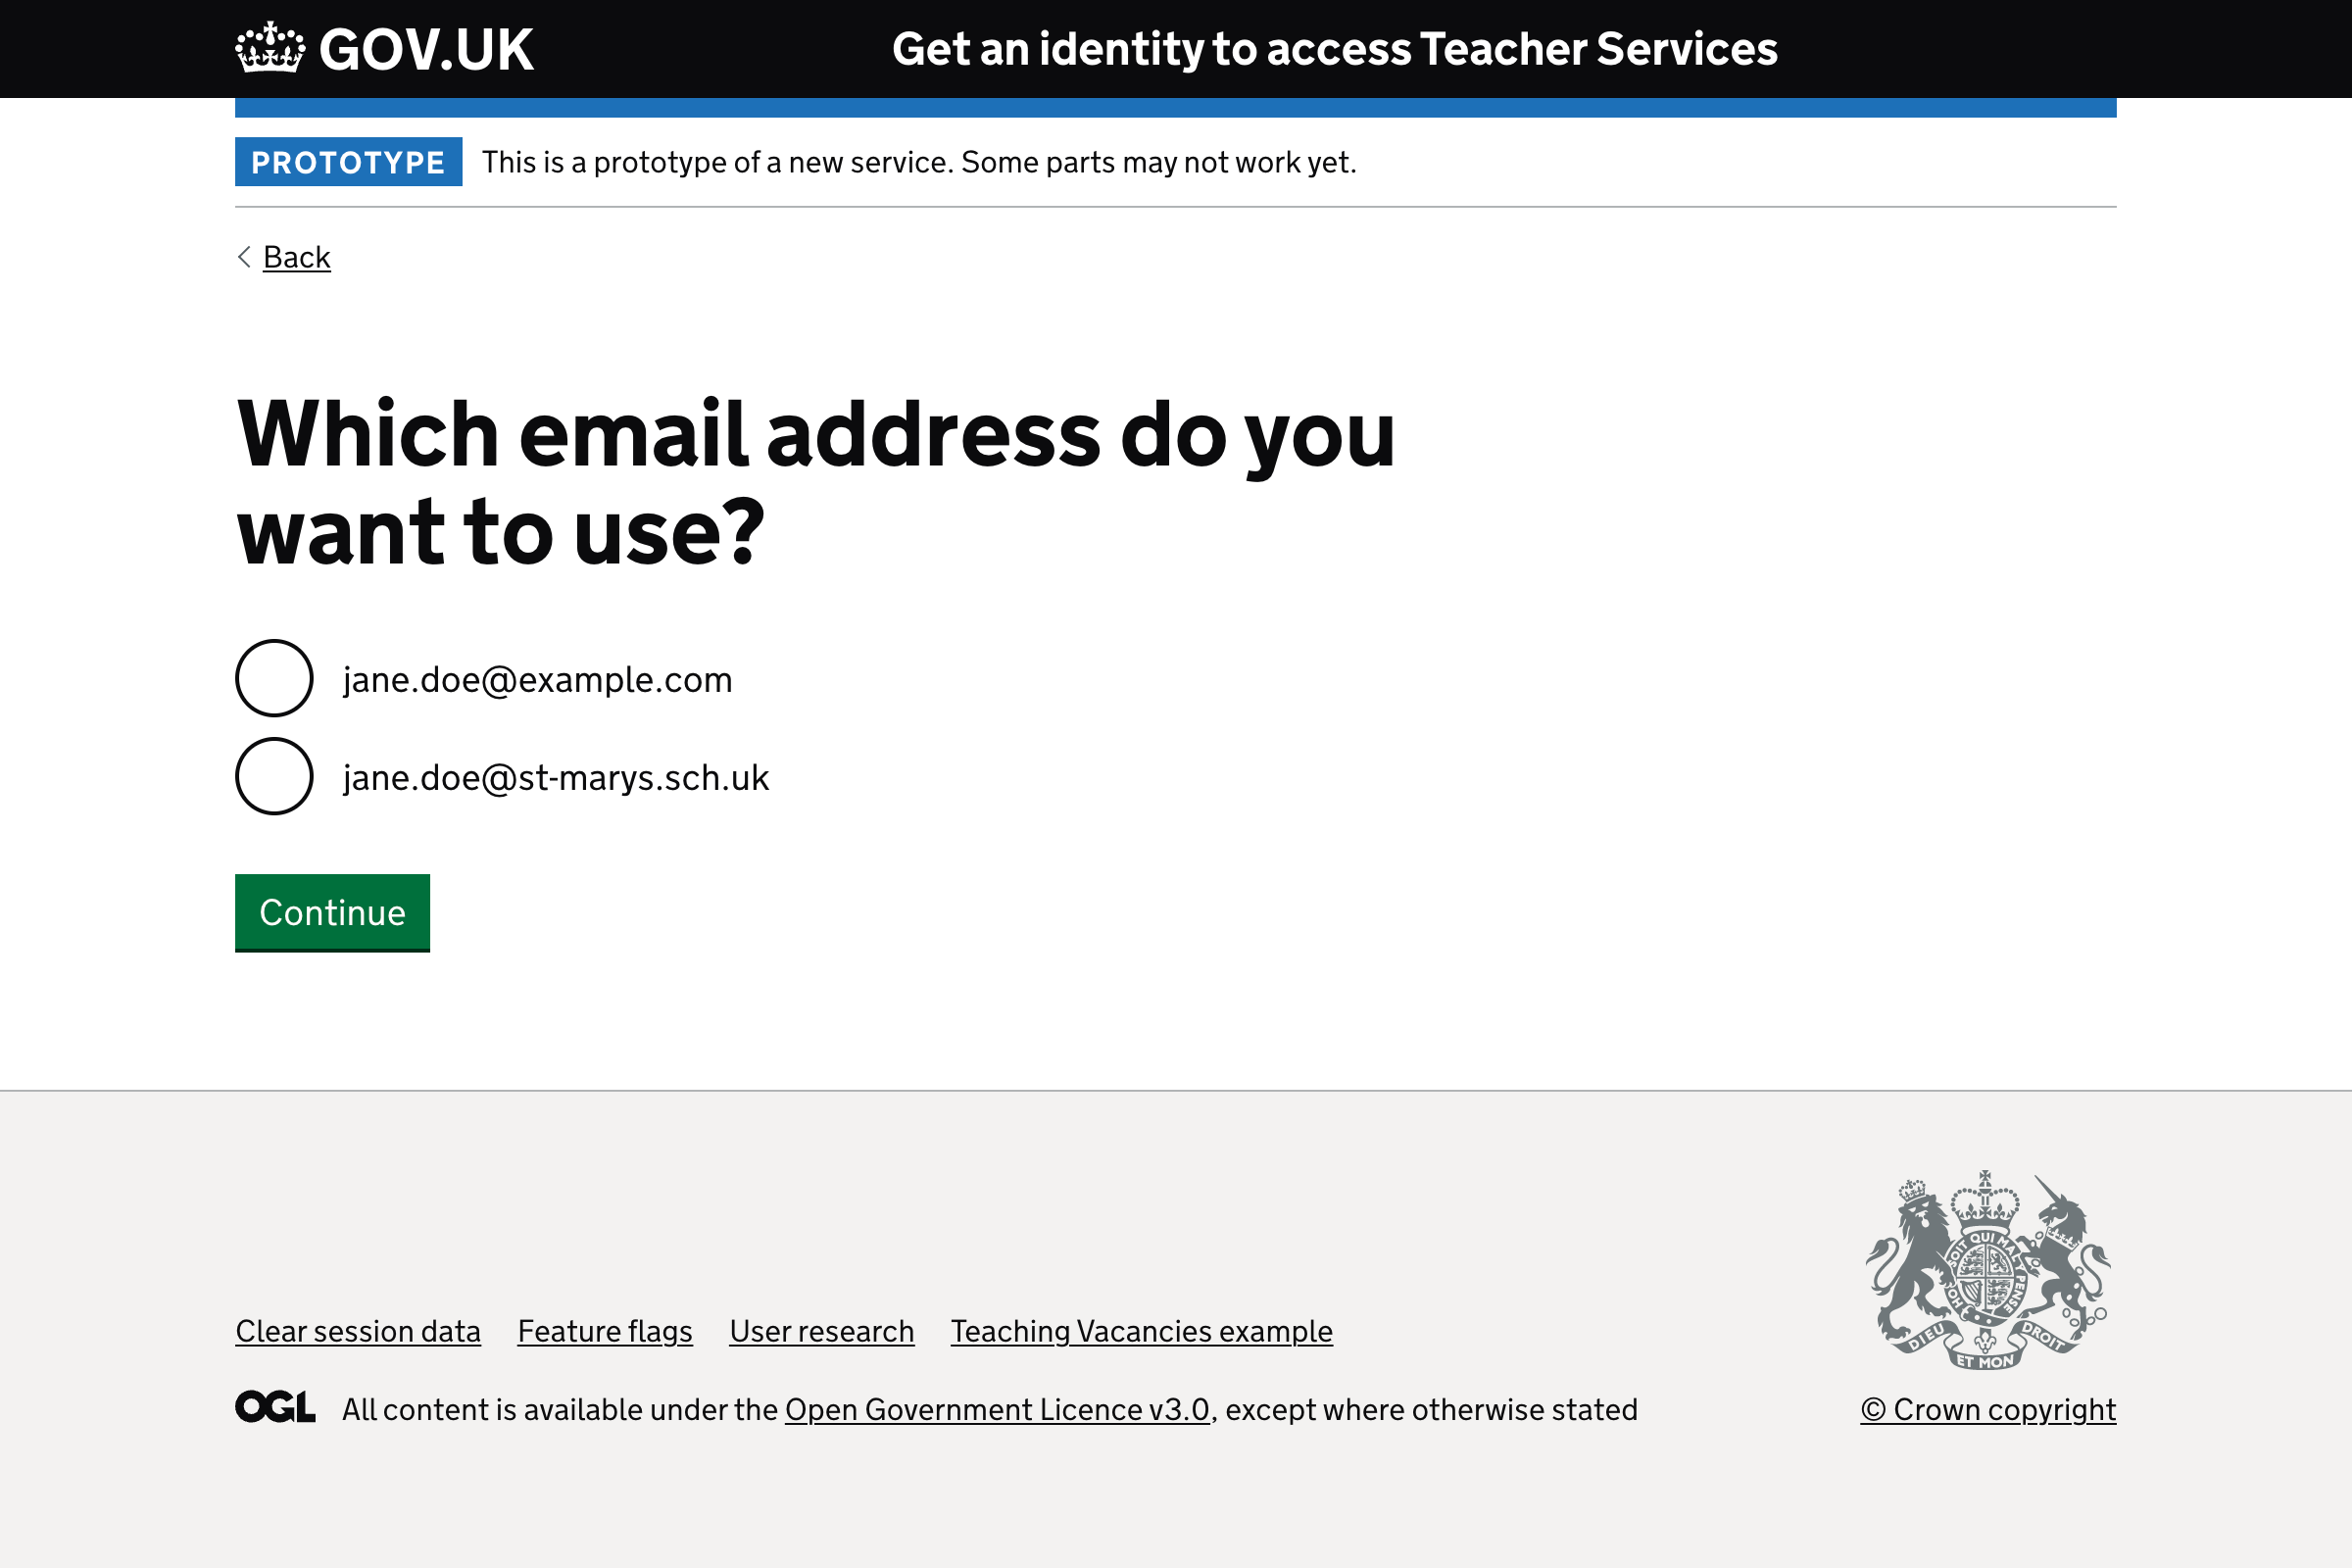 GOV.UK
Get an identity to access Teacher Services
PROTOTYPE This is a prototype of a new service. Some parts may not work yet.
Back
Which email address do you
want to use?
jane.doe@example.com
jane.doe@st-marys.sch.uk
Continue
SOIT QUI MAL PENSE
HON
DIEU ET MON DROIT
Clear session data Feature flags User research Teaching Vacancies example
OGL All content is available under the Open Government Licence v3.0, except where otherwise stated
© Crown copyright